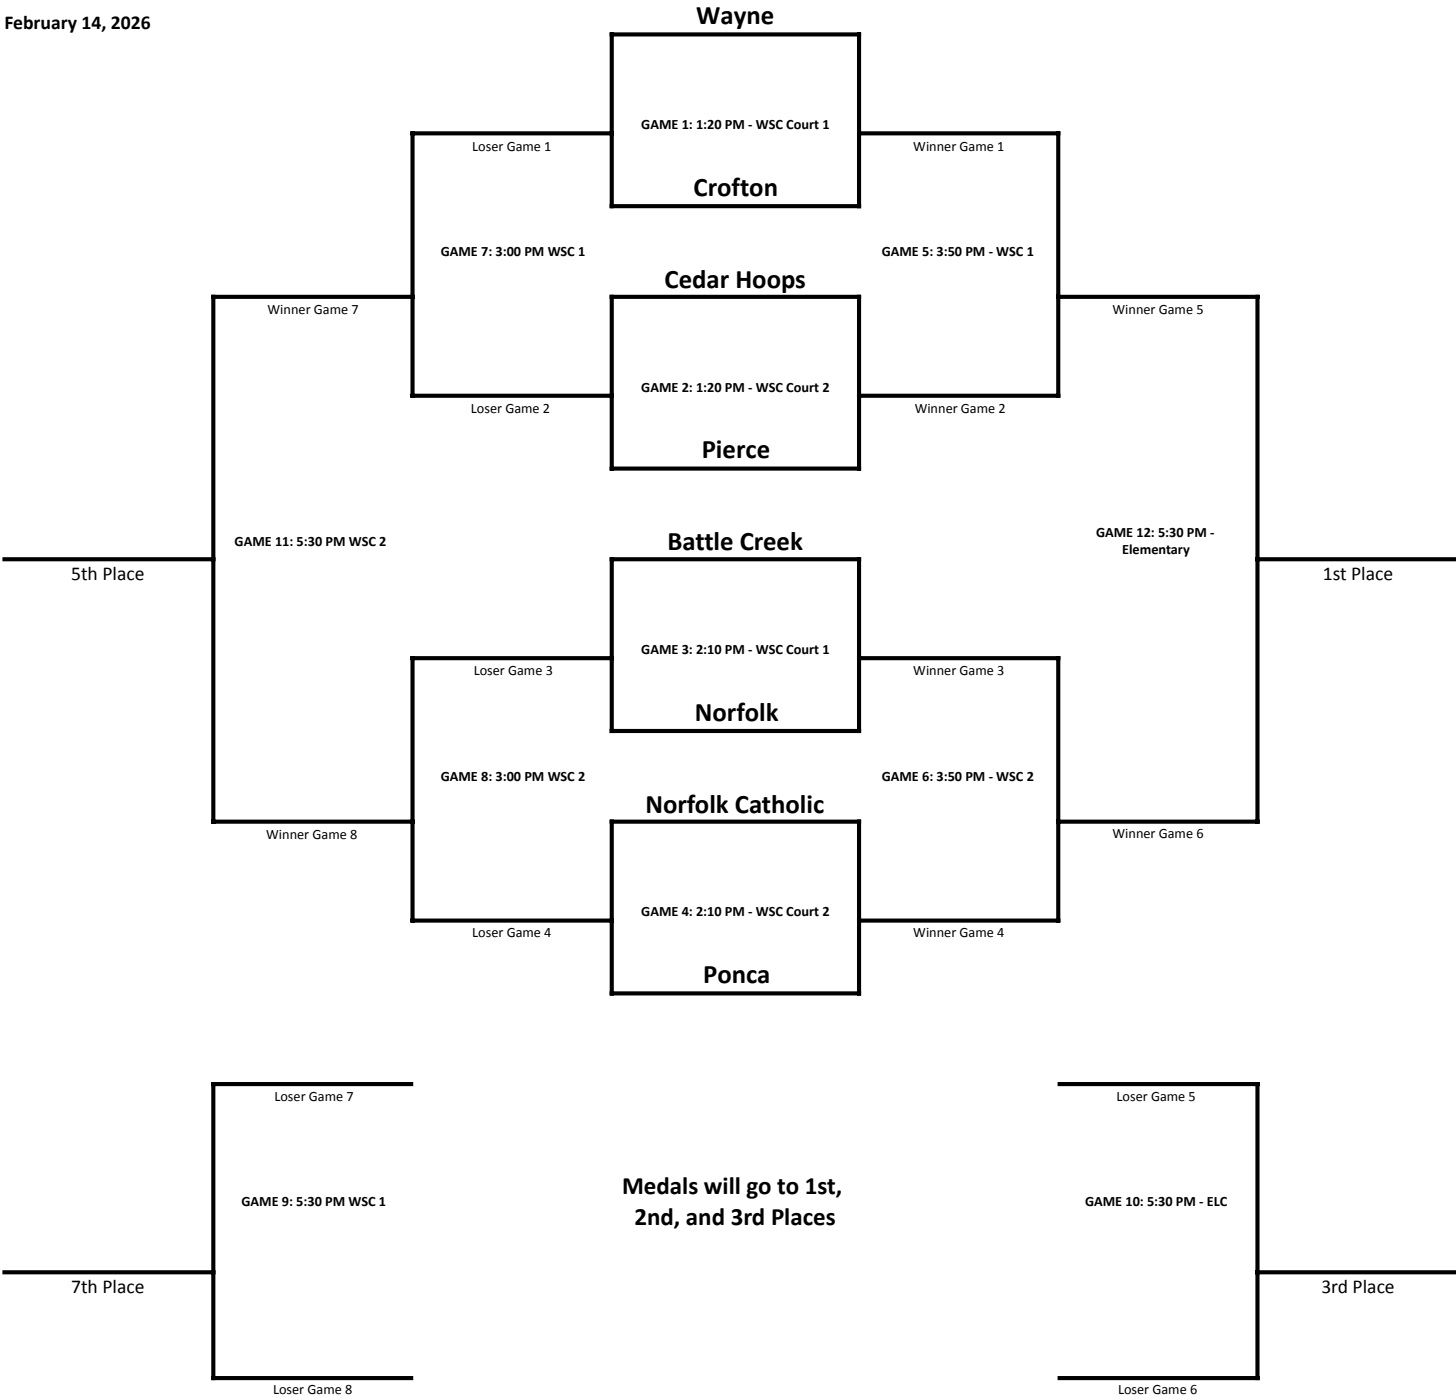 February 14, 2026
Wayne
GAME 1: 1:20 PM - WSC Court 1
Loser Game 1
Winner Game 1
Crofton
GAME 7: 3:00 PM WSC 1
GAME 5: 3:50 PM - WSC 1
Cedar Hoops
Winner Game 7
Winner Game 5
GAME 2: 1:20 PM - WSC Court 2
Loser Game 2
Winner Game 2
Pierce
GAME 11: 5:30 PM WSC 2
Battle Creek
GAME 12: 5:30 PM -
Elementary
5th Place
1st Place
GAME 3: 2:10 PM - WSC Court 1
Loser Game 3
Winner Game 3
Norfolk
GAME 8: 3:00 PM WSC 2
GAME 6: 3:50 PM - WSC 2
Norfolk Catholic
Winner Game 8
Winner Game 6
GAME 4: 2:10 PM - WSC Court 2
Loser Game 4
Winner Game 4
Ponca
Loser Game 7
Loser Game 5
Medals will go to 1st,
2nd, and 3rd Places
GAME 9: 5:30 PM WSC 1
GAME 10: 5:30 PM - ELC
7th Place
3rd Place
Loser Game 8
Loser Game 6